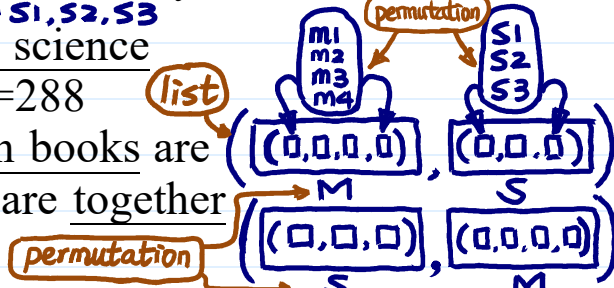 S1, S2, S3
permutation
science
m1
m2
m3
m4
S1
S2
S3
=288
list
( (□,□,□,□) , (□,□,□) )
books are
M S
are together
permutation
( (□,□,□) , (□,□,□,□) )
S M